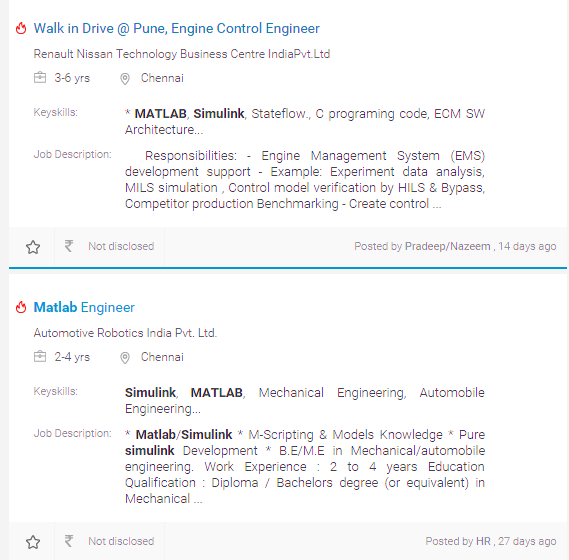 Walk in Drive @ Pune, Engine Control Engineer
Renault Nissan Technology Business Centre IndiaPvt.Ltd
3-6 yrs Chennai
Keyskills: * MATLAB, Simulink, Stateflow., C programing code, ECM SW
Architecture...
Job Description: Responsibilities: - Engine Management System (EMS)
development support - Example: Experiment data analysis,
MILS simulation , Control model verification by HILS & Bypass,
Competitor production Benchmarking - Create control ...
₹ Not disclosed Posted by Pradeep/Nazeem , 14 days ago
Matlab Engineer
Automotive Robotics India Pvt. Ltd.
2-4 yrs Chennai
Keyskills: Simulink, MATLAB, Mechanical Engineering, Automobile
Engineering...
Job Description: * Matlab/Simulink * M-Scripting & Models Knowledge * Pure
simulink Development * B.E/M.E in Mechanical/automobile
engineering. Work Experience : 2 to 4 years Education
Qualification : Diploma / Bachelors degree (or equivalent) in
Mechanical ...
₹ Not disclosed Posted by HR , 27 days ago